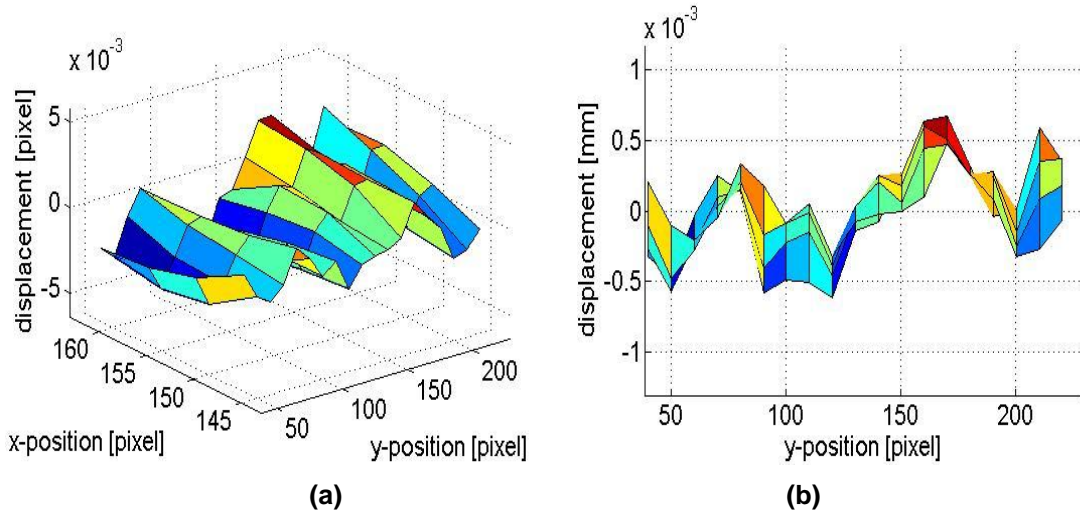 x 10-3
5
0
-5
displacement [pixel]
160
155
150
145
x-position [pixel]
50
100
150
200
y-position [pixel]
(a)
x 10-3
1
0.5
0
-0.5
-1
displacement [mm]
50
100
150
200
y-position [pixel]
(b)